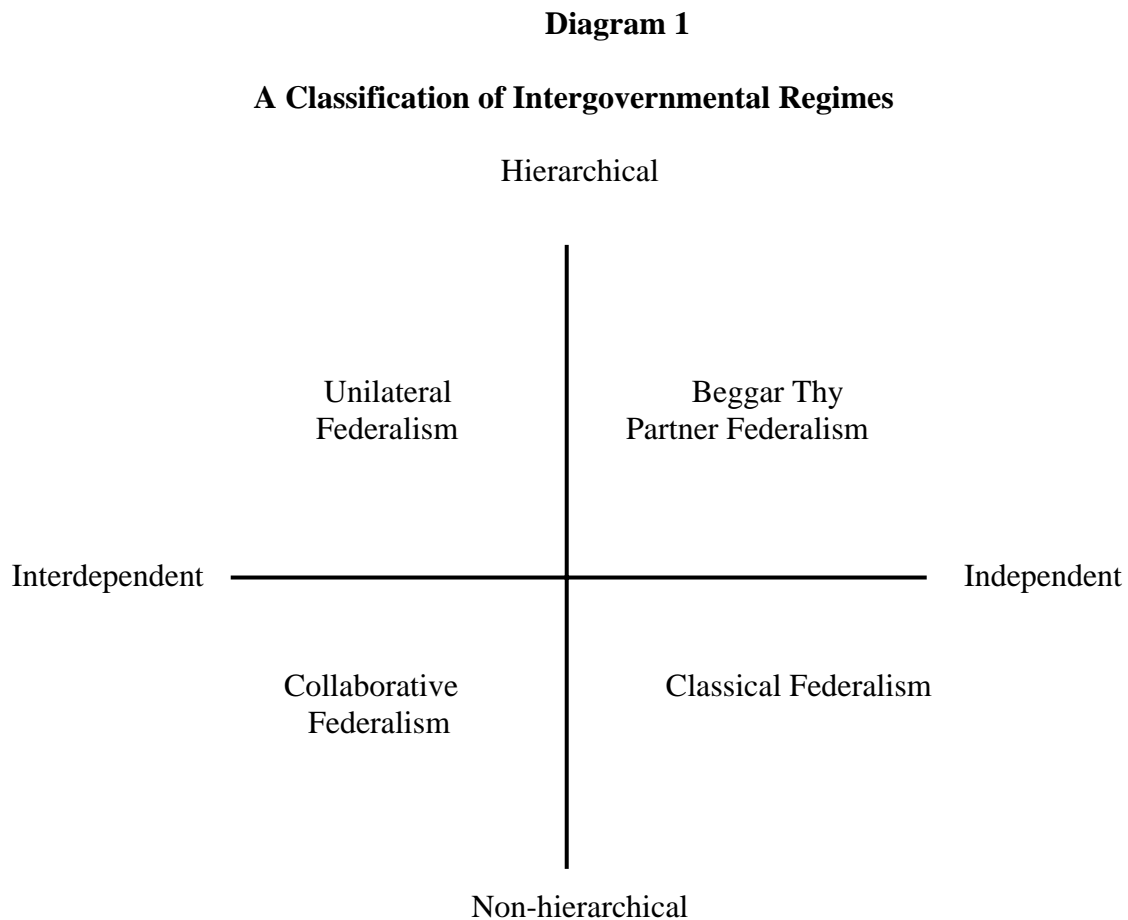 Diagram 1
A Classification of Intergovernmental Regimes
Hierarchical
Unilateral
Federalism
Beggar Thy
Partner Federalism
Interdependent
Independent
Collaborative
Federalism
Classical Federalism
Non-hierarchical